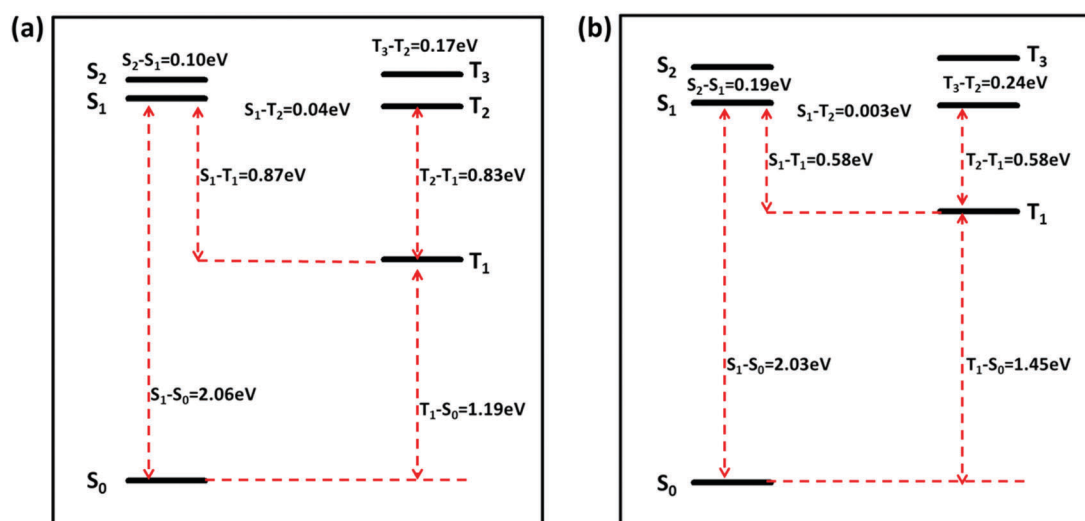 (a)
S₂-S₁=0.10eV
T₃-T₂=0.17eV
S₂
T₃
S₁
S₁-T₂=0.04eV
T₂
S₁-T₁=0.87eV
T₂-T₁=0.83eV
T₁
S₁-S₀=2.06eV
T₁-S₀=1.19eV
S₀
(b)
T₃
S₂
S₂-S₁=0.19eV
T₃-T₂=0.24eV
S₁
S₁-T₂=0.003eV
T₂
S₁-T₁=0.58eV
T₂-T₁=0.58eV
T₁
S₁-S₀=2.03eV
T₁-S₀=1.45eV
S₀